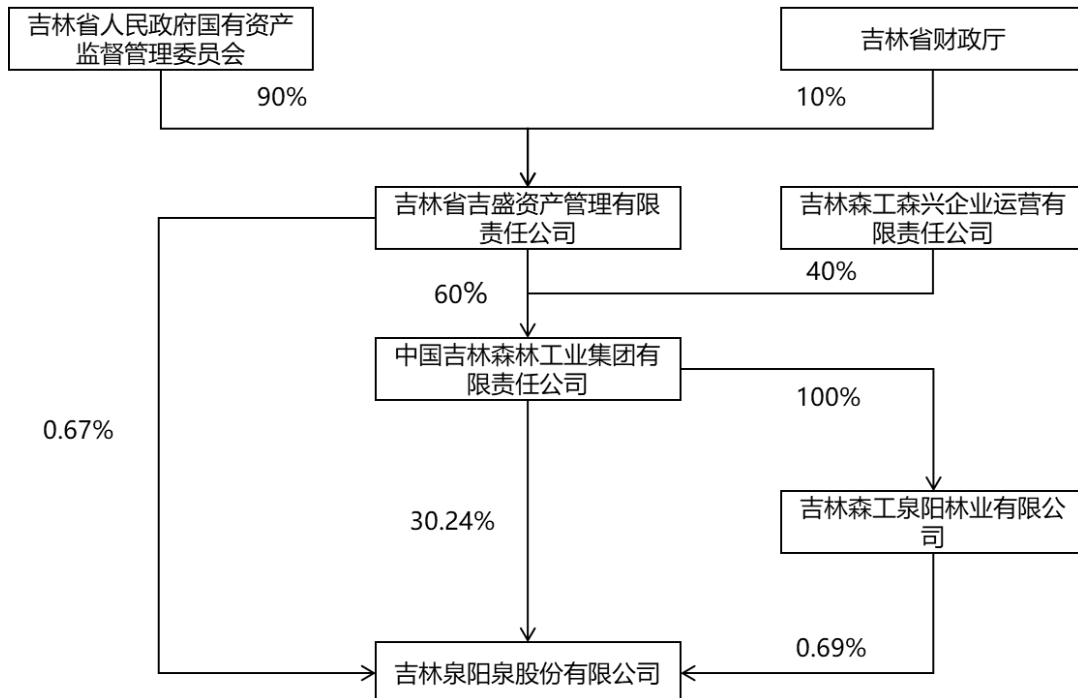 吉林省人民政府国有资产
监督管理委员会
吉林省财政厅
90%
10%
吉林省吉盛资产管理有限
责任公司
吉林森工森兴企业运营有
限责任公司
40%
60%
中国吉林森林工业集团有
限责任公司
100%
0.67%
30.24%
吉林森工泉阳林业有限公
司
0.69%
吉林泉阳泉股份有限公司